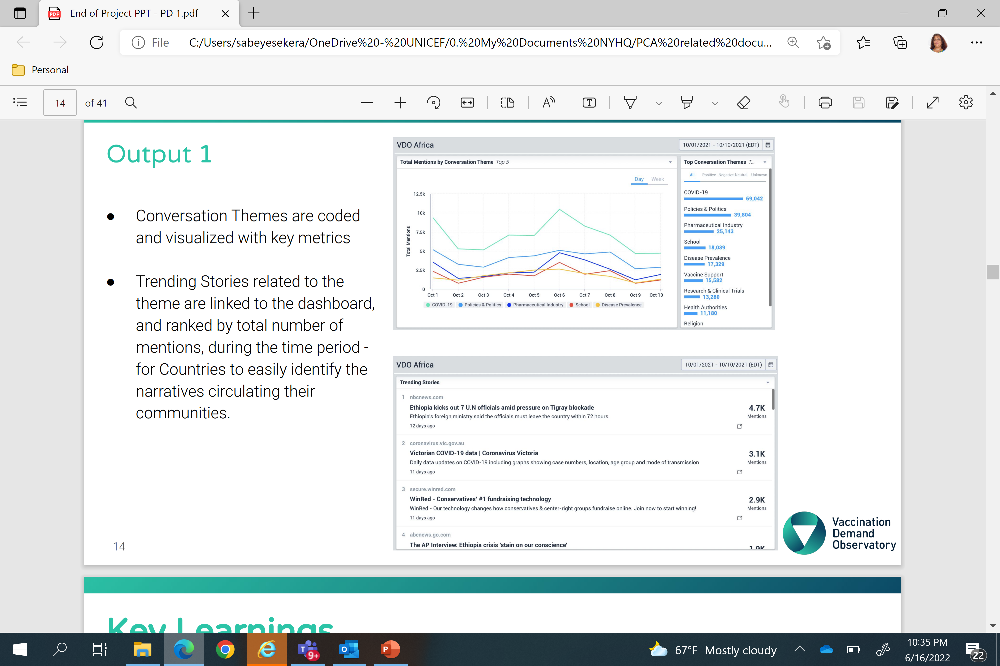 End of Project PPT - PD 1.pdf
File
C:/Users/sabeyesekera/OneDrive%20-%20UNICEF/0.%20My%20Documents%20NYHQ/PCA%20related%20docu...
Personal
14 of 41
Output 1
● Conversation Themes are coded
and visualized with key metrics
● Trending Stories related to the
theme are linked to the dashboard,
and ranked by total number of
mentions, during the time period -
for Countries to easily identify the
narratives circulating their
communities.
14
VDO Africa
10/01/2021 - 10/10/2021 (EDT)
Total Mentions by Conversation Theme Top 5
Day Week
Total Mentions
12.5k
10k
7.5k
5k
2.5k
0
Oct 1 Oct 2 Oct 3 Oct 4 Oct 5 Oct 6 Oct 7 Oct 8 Oct 9 Oct 10
COVID-19 Policies & Politics Pharmaceutical Industry School Disease Prevalence
Top Conversation Themes T...
All Positive Negative Neutral Unknown
COVID-19
69,042
Policies & Politics
39,804
Pharmaceutical Industry
25,143
School
18,039
Disease Prevalence
17,329
Vaccine Support
15,582
Research & Clinical Trials
13,280
Health Authorities
11,180
Religion
VDO Africa
10/01/2021 - 10/10/2021 (EDT)
Trending Stories
1 nbcnews.com
Ethiopia kicks out 7 U.N officials amid pressure on Tigray blockade
4.7K
Ethiopia's foreign ministry said the officials must leave the country within 72 hours.
Mentions
12 days ago
2 coronavirus.vic.gov.au
Victorian COVID-19 data | Coronavirus Victoria
3.1K
Daily data updates on COVID-19 including graphs showing case numbers, location, age group and mode of transmission
Mentions
11 days ago
3 secure.winred.com
WinRed - Conservatives' #1 fundraising technology
2.9K
WinRed - Our technology changes how conservatives & center-right groups fundraise online. Join now to start winning!
Mentions
11 days ago
4 abcnews.go.com
The AP Interview: Ethiopia crisis 'stain on our conscience'
1.9K
Vaccination
Demand
Observatory
Key Learnings
9+
67°F Mostly cloudy
10:35 PM
6/16/2022
22